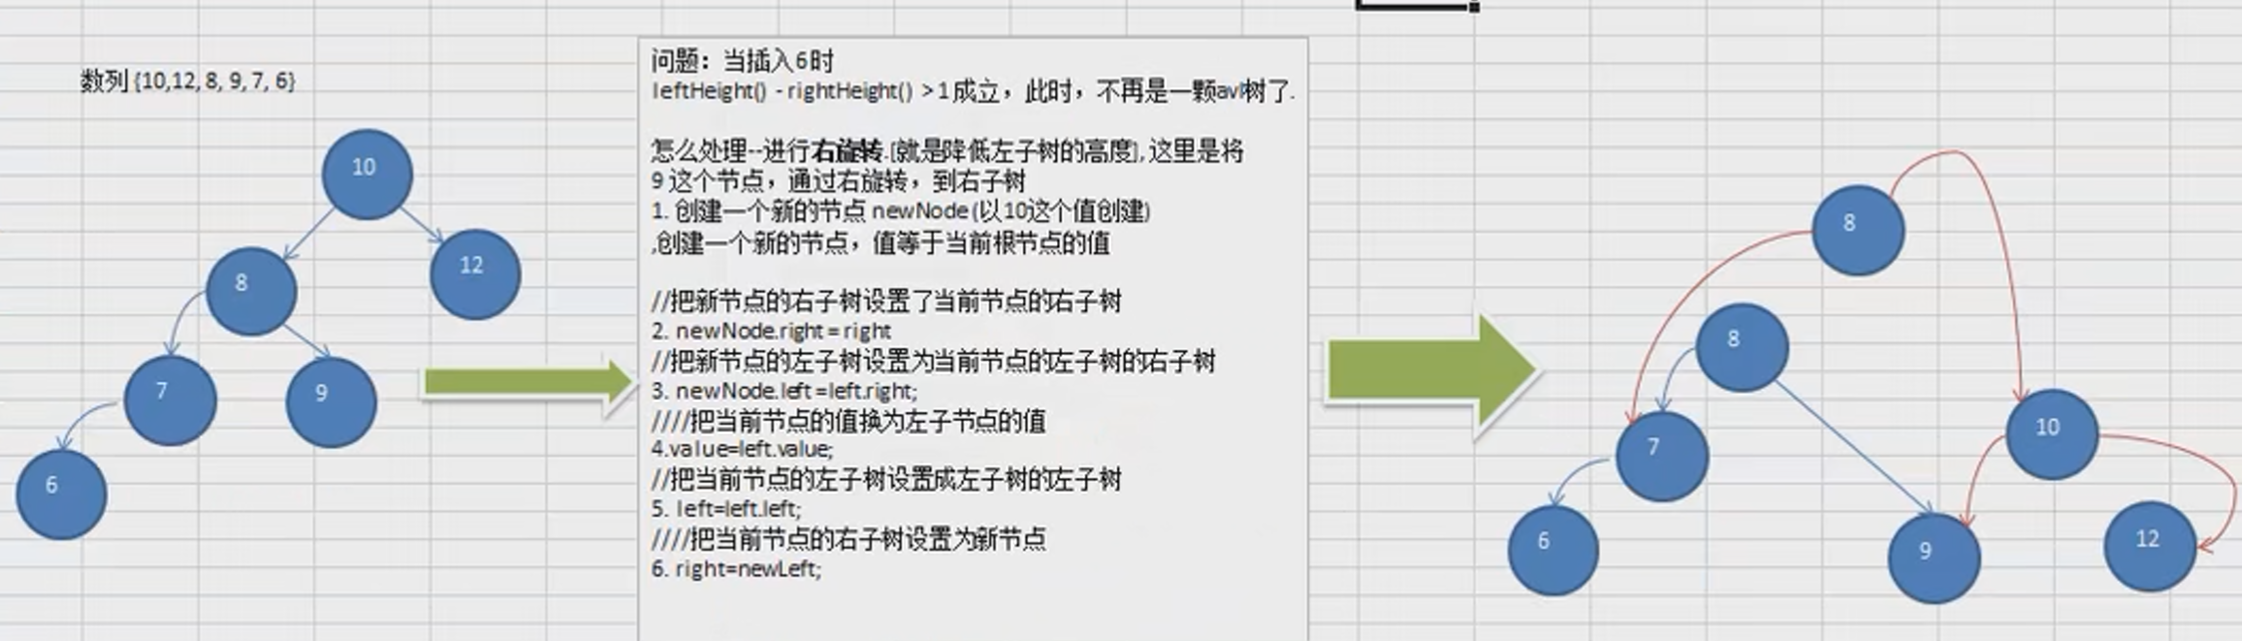 数列 {10,12, 8, 9, 7, 6}
10
8
12
7
9
6
问题：当插入6时
leftHeight() - rightHeight() > 1 成立，此时，不再是一颗avl树了.
怎么处理--进行右旋转.[就是降低左子树的高度], 这里是将
9 这个节点，通过右旋转，到右子树
1. 创建一个新的节点 newNode (以10这个值创建)
,创建一个新的节点，值等于当前根节点的值
//把新节点的右子树设置了当前节点的右子树
2. newNode.right = right
//把新节点的左子树设置为当前节点的左子树的右子树
3. newNode.left =left.right;
////把当前节点的值换为左子节点的值
4.value=left.value;
//把当前节点的左子树设置成左子树的左子树
5. left=left.left;
////把当前节点的右子树设置为新节点
6. right=newLeft;
8
8
10
7
6
9
12